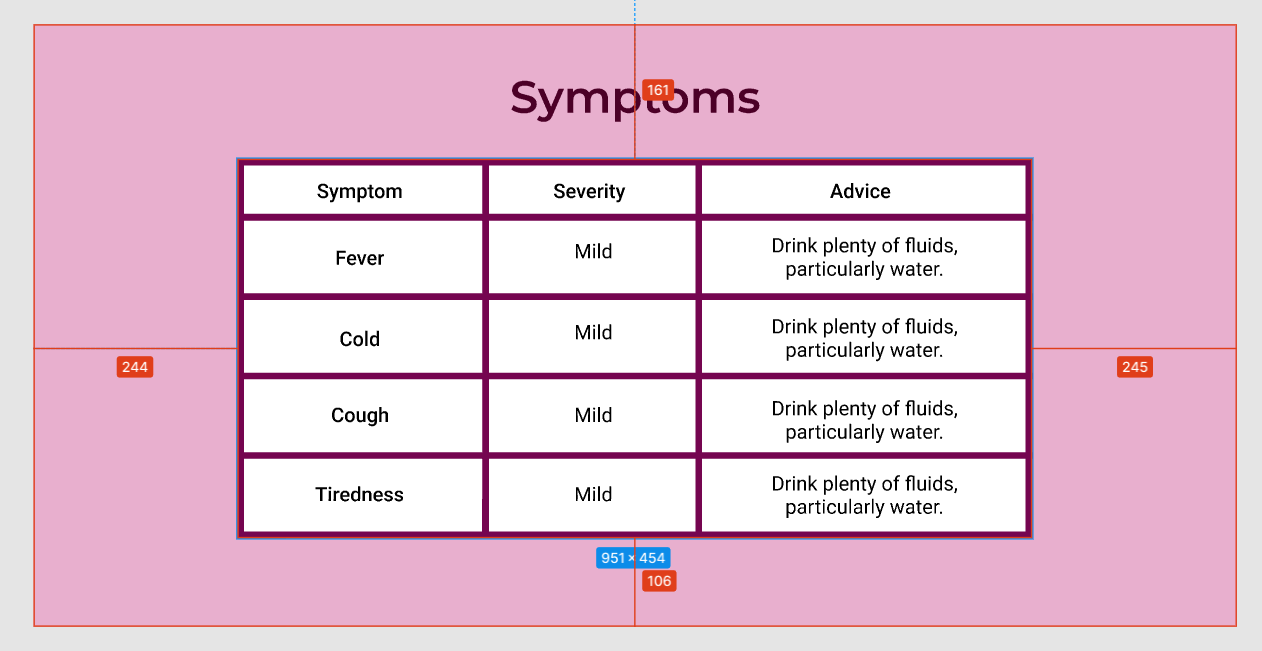 Symptoms
161
Symptom Severity Advice
Fever Mild Drink plenty of fluids,
particularly water.
Cold Mild Drink plenty of fluids,
particularly water.
244 245
Cough Mild Drink plenty of fluids,
particularly water.
Tiredness Mild Drink plenty of fluids,
particularly water.
951 × 454
106